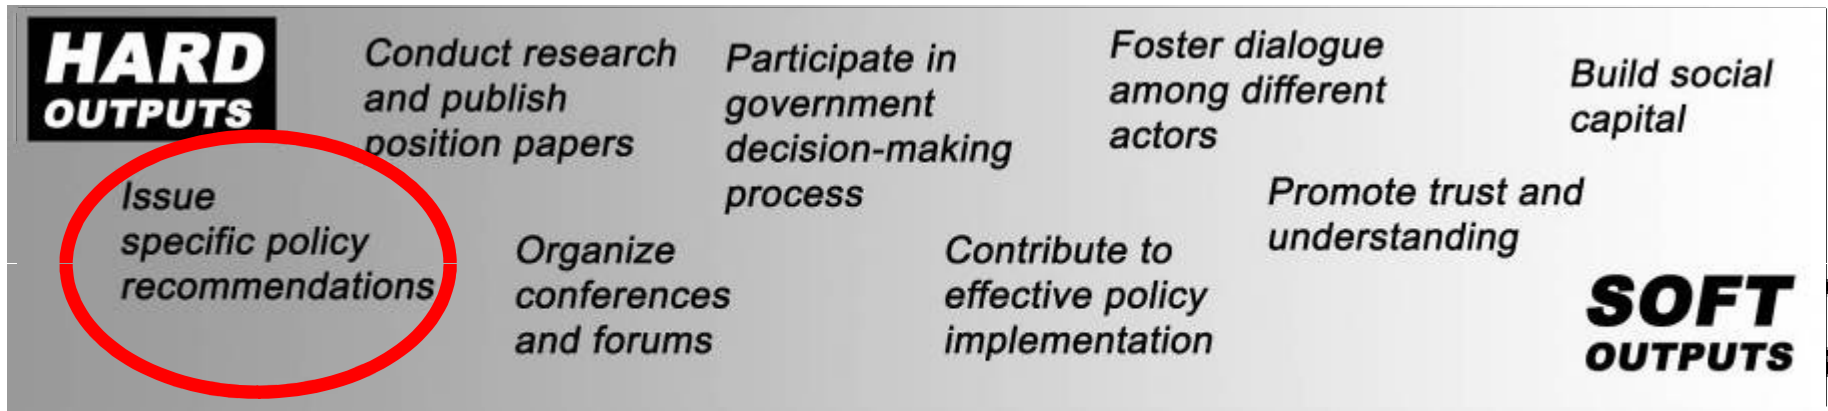 HARD
OUTPUTS
Conduct research
and publish
position papers
Participate in
government
decision-making
process
Foster dialogue
among different
actors
Build social
capital
Issue
specific policy
recommendations
Organize
conferences
and forums
Contribute to
effective policy
implementation
Promote trust and
understanding
SOFT
OUTPUTS